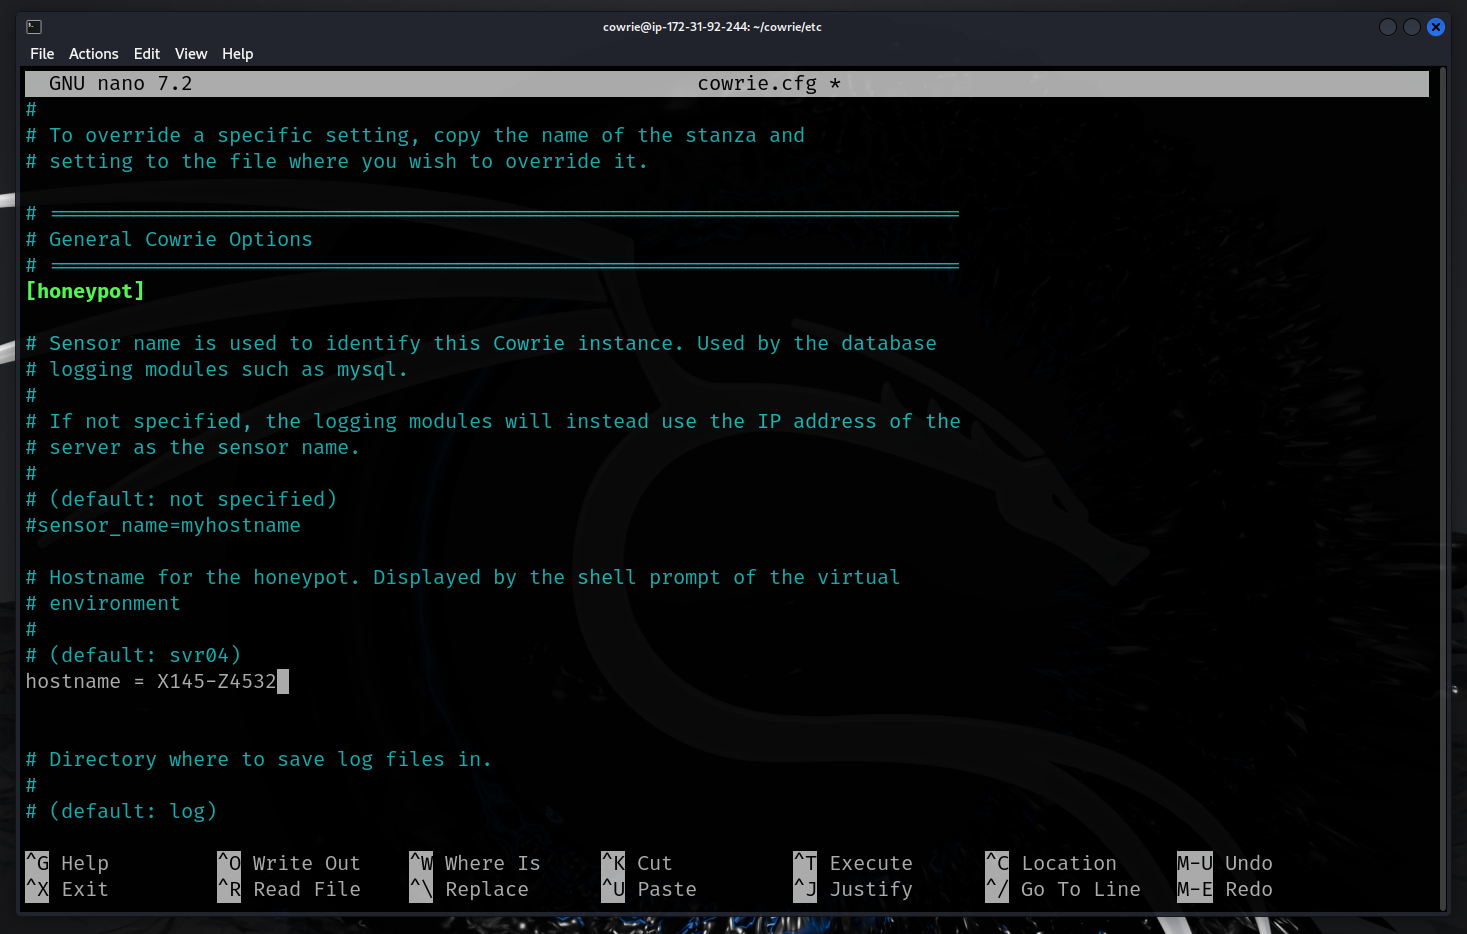 cowrie@ip-172-31-92-244: ~/cowrie/etc
File Actions Edit View Help
GNU nano 7.2 cowrie.cfg *
#
# To override a specific setting, copy the name of the stanza and
# setting to the file where you wish to override it.
# ============================================================================
# General Cowrie Options
# ============================================================================
[honeypot]
# Sensor name is used to identify this Cowrie instance. Used by the database
# logging modules such as mysql.
#
# If not specified, the logging modules will instead use the IP address of the
# server as the sensor name.
#
# (default: not specified)
#sensor_name=myhostname
# Hostname for the honeypot. Displayed by the shell prompt of the virtual
# environment
#
# (default: svr04)
hostname = X145-Z4532
# Directory where to save log files in.
#
# (default: log)
^G Help ^O Write Out ^W Where Is ^K Cut ^T Execute ^C Location M-U Undo
^X Exit ^R Read File ^\ Replace ^U Paste ^J Justify ^/ Go To Line M-E Redo